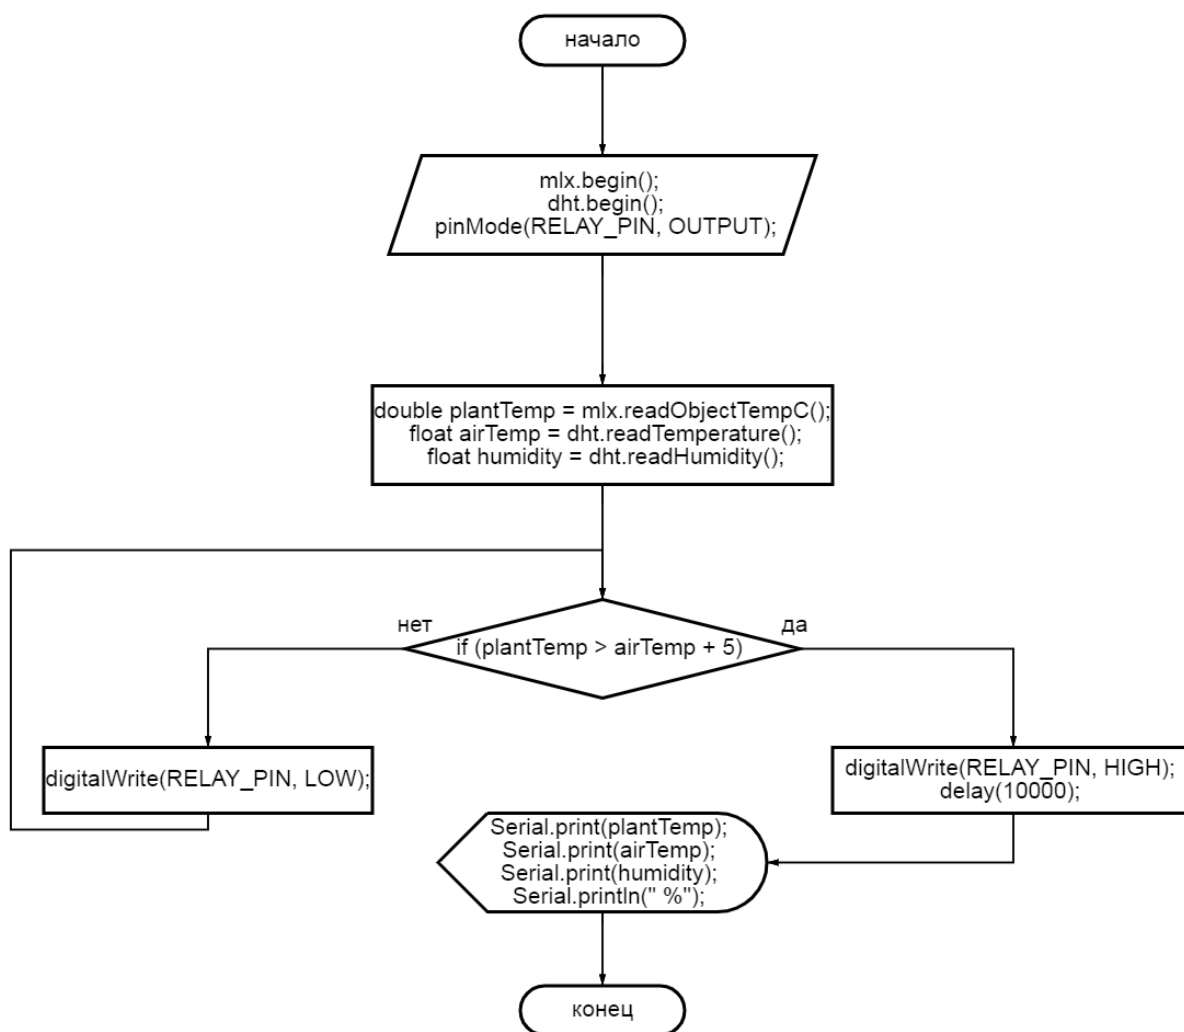 начало
mlx.begin();
dht.begin();
pinMode(RELAY_PIN, OUTPUT);
double plantTemp = mlx.readObjectTempC();
float airTemp = dht.readTemperature();
float humidity = dht.readHumidity();
нет
да
if (plantTemp > airTemp + 5)
digitalWrite(RELAY_PIN, LOW);
digitalWrite(RELAY_PIN, HIGH);
delay(10000);
Serial.print(plantTemp);
Serial.print(airTemp);
Serial.print(humidity);
Serial.println(" %");
конец